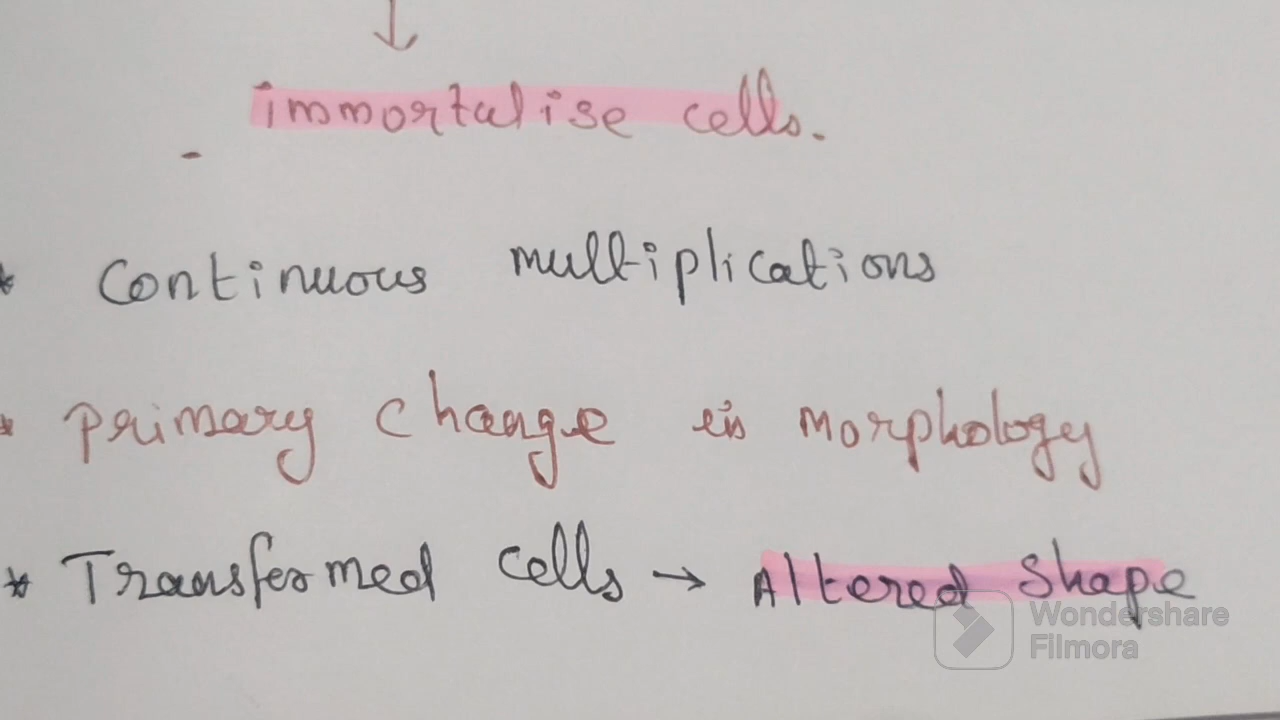 ↓
immortalise cells.
-
* Continuous multiplications
* Primary change in morphology
* Transformed cells → Altered Shape
Wondershare
Filmora